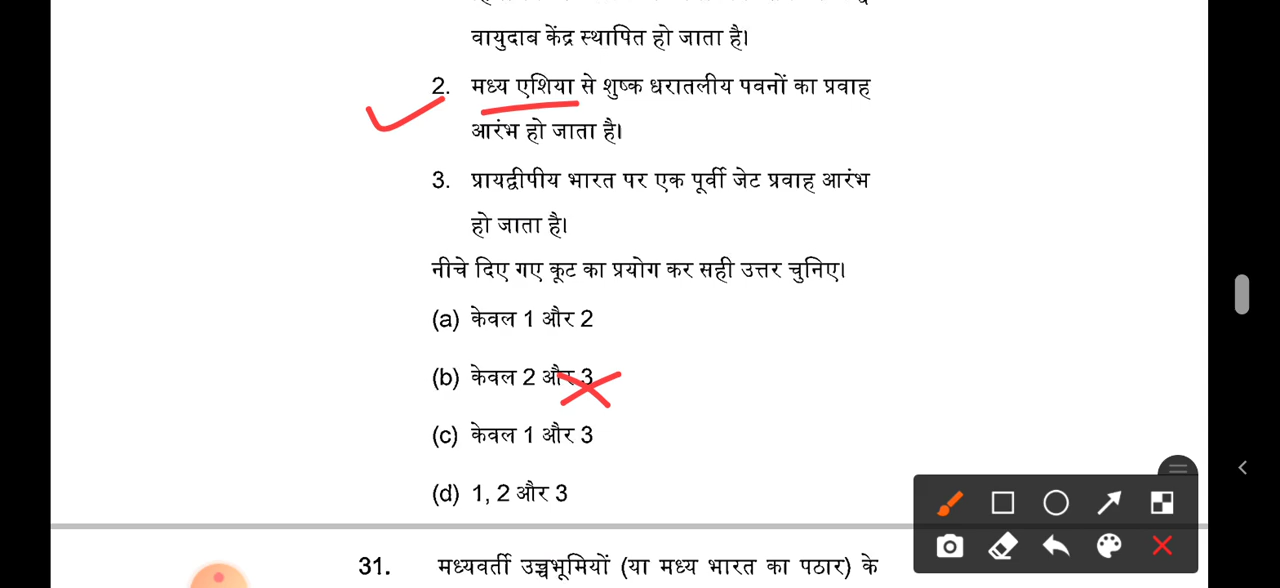 वायुदाब केंद्र स्थापित हो जाता है।
2. मध्य एशिया से शुष्क धरातलीय पवनों का प्रवाह
आरंभ हो जाता है।
3. प्रायद्वीपीय भारत पर एक पूर्वी जेट प्रवाह आरंभ
हो जाता है।
नीचे दिए गए कूट का प्रयोग कर सही उत्तर चुनिए।
(a) केवल 1 और 2
(b) केवल 2 और 3
(c) केवल 1 और 3
(d) 1, 2 और 3
31. मध्यवर्ती उच्चभूमियों (या मध्य भारत का पठार) के